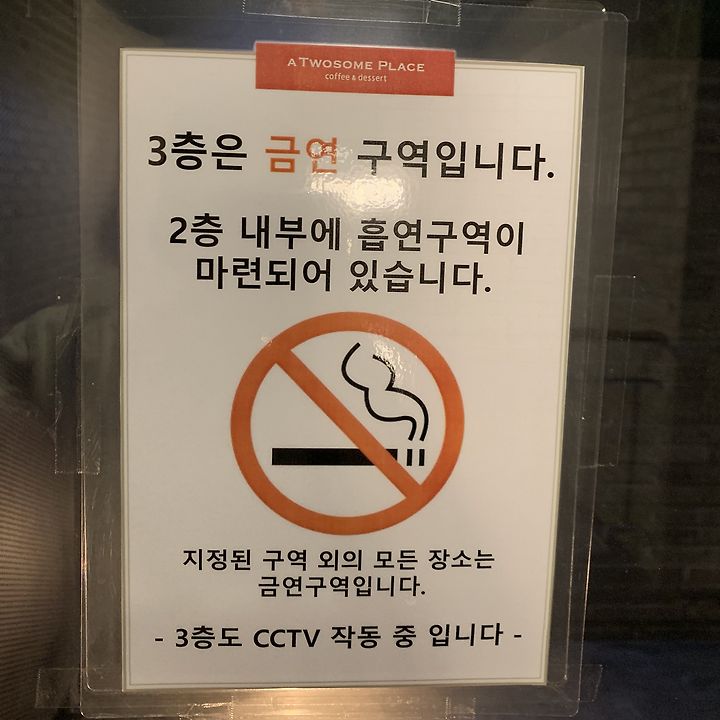 A TWOSOME PLACE
coffee & dessert
3층은 금연 구역입니다.
2층 내부에 흡연구역이
마련되어 있습니다.
지정된 구역 외의 모든 장소는
금연구역입니다.
- 3층도 CCTV 작동 중 입니다 -